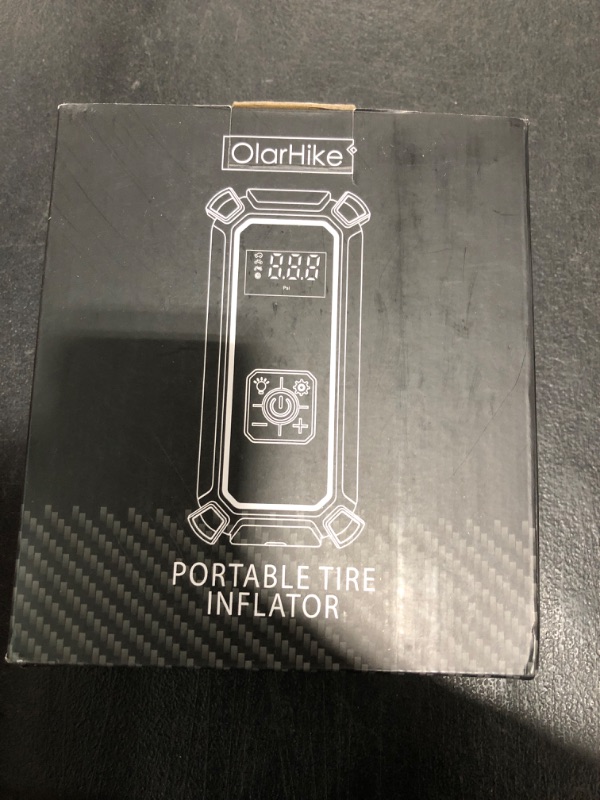 OlarHike
8.8.8
Psi
PORTABLE TIRE
INFLATOR